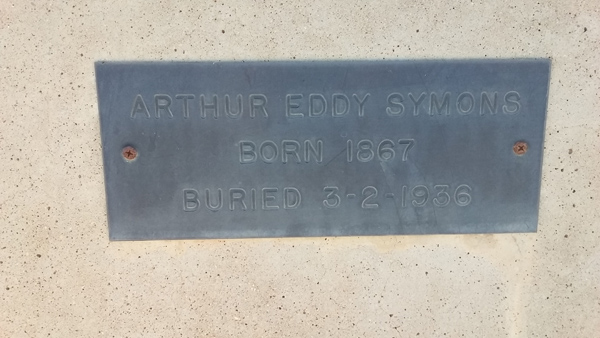 ARTHUR EDDY SYMONS
BORN 1867
BURIED 3-2-1936